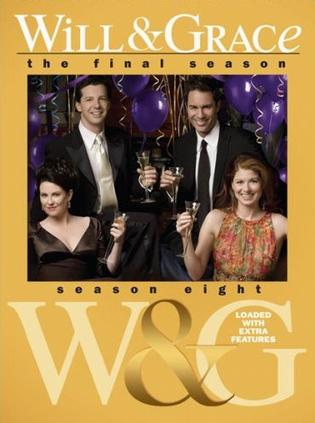 WILL & GRACE
the final season
season eight
W&G
LOADED
WITH
EXTRA
FEATURES